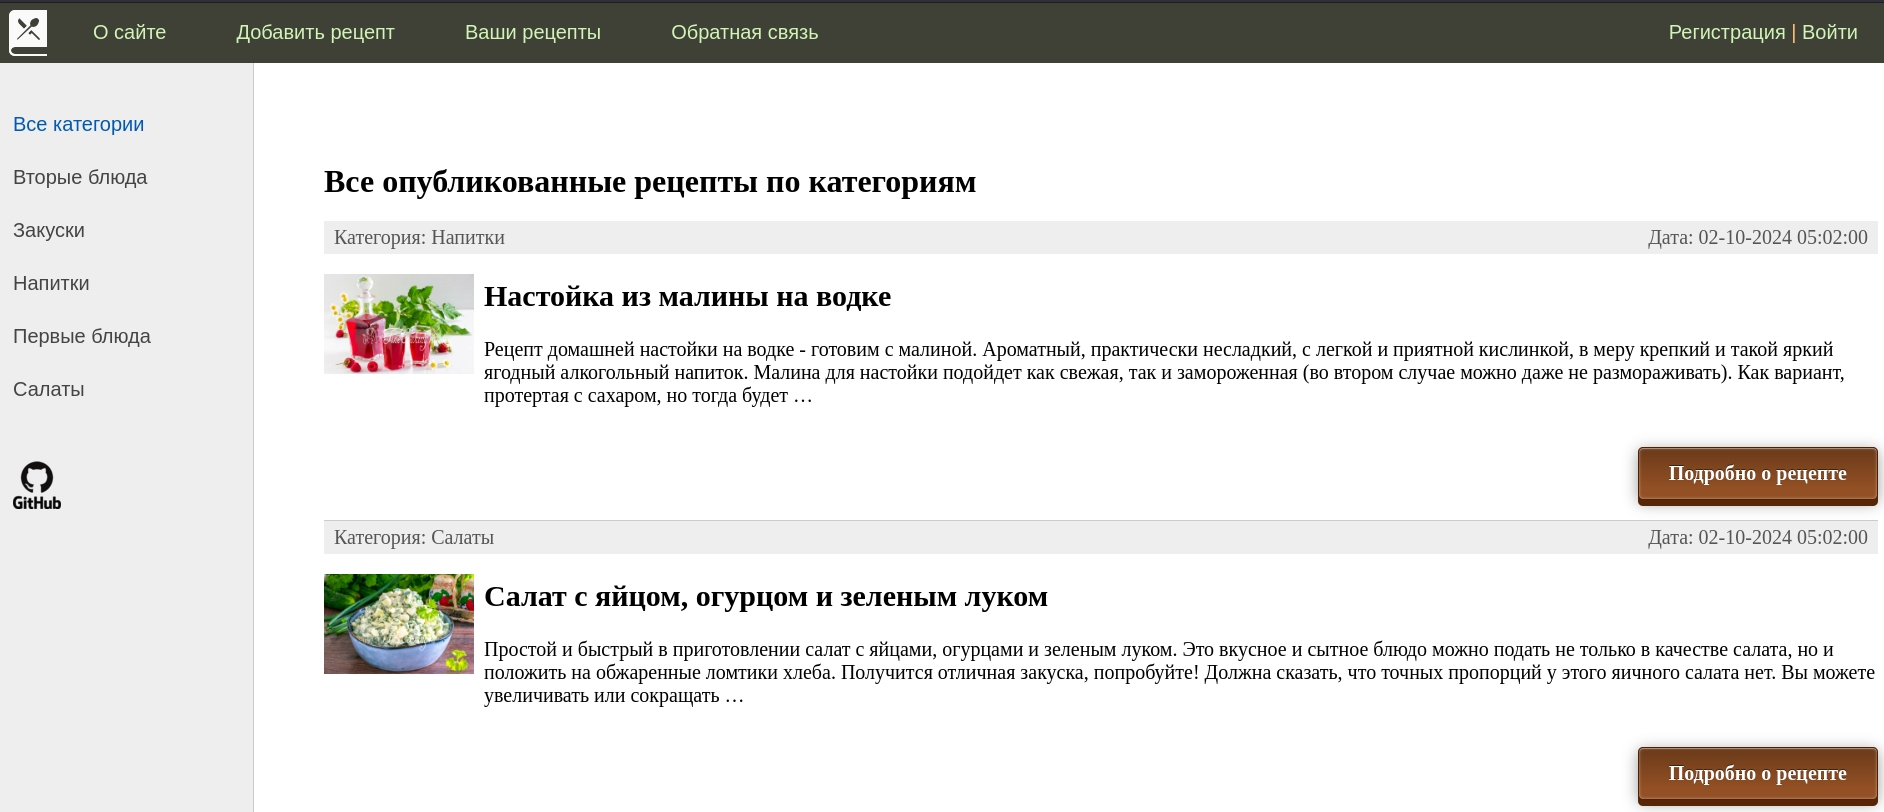 О сайте Добавить рецепт Ваши рецепты Обратная связь Регистрация | Войти
Все категории
Вторые блюда
Закуски
Напитки
Первые блюда
Салаты
GitHub
Все опубликованные рецепты по категориям
Категория: Напитки Дата: 02-10-2024 05:02:00
Настойка из малины на водке
Рецепт домашней настойки на водке - готовим с малиной. Ароматный, практически несладкий, с легкой и приятной кислинкой, в меру крепкий и такой яркий
ягодный алкогольный напиток. Малина для настойки подойдет как свежая, так и замороженная (во втором случае можно даже не размораживать). Как вариант,
протертая с сахаром, но тогда будет …
Подробно о рецепте
Категория: Салаты Дата: 02-10-2024 05:02:00
Салат с яйцом, огурцом и зеленым луком
Простой и быстрый в приготовлении салат с яйцами, огурцами и зеленым луком. Это вкусное и сытное блюдо можно подать не только в качестве салата, но и
положить на обжаренные ломтики хлеба. Получится отличная закуска, попробуйте! Должна сказать, что точных пропорций у этого яичного салата нет. Вы можете
увеличивать или сокращать …
Подробно о рецепте